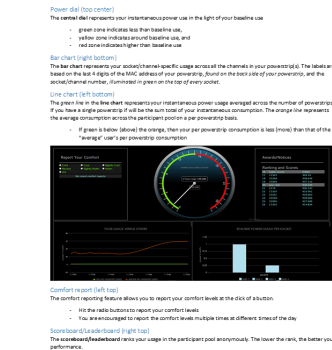 Power dial (top center)
The central dial represents your instantaneous power use in the light of your baseline use
- green zone indicates less than baseline use,
- yellow zone indicates around baseline use, and
- red zone indicates higher than baseline use
Bar chart (right bottom)
The bar chart represents your socket/channel-specific usage across all the channels in your powerstrip(s). The labels are
based on the last 4 digits of the MAC address of your powerstrip, found on the back side of your powerstrip, and the
socket/channel number, illuminated in green on the top of every socket.
Line chart (left bottom)
The green line in the line chart represents your instantaneous power usage averaged across the number of powerstrips.
If you have a single powerstrip if will be the sum total of your instantaneous consumption. The orange line represents
the average consumption across the participant pool on a per powerstrip basis.
- If green is below (above) the orange, then your per powerstrip consumption is less (more) than that of the
"average" user's per powerstrip consumption
Report Your Comfort
Awards/Notices
Ranking and Scores
Comfort report (left top)
The comfort reporting feature allows you to report your comfort levels at the click of a button.
- Hit the radio buttons to report your comfort levels
- You are encouraged to report the comfort levels multiple times at different times of the day
Scoreboard/Leaderboard (right top)
The scoreboard/leaderboard ranks your usage in the participant pool anonymously. The lower the rank, the better your
performance.